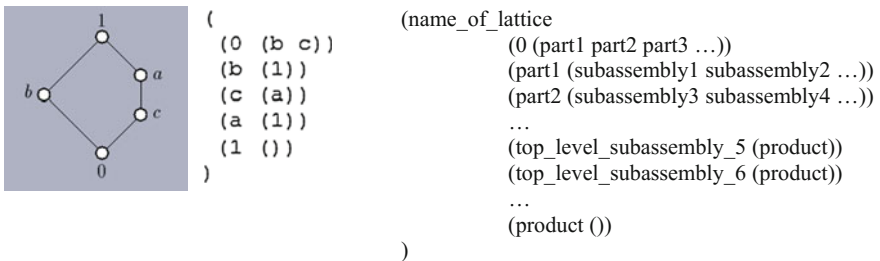 1
a
b
c
0
(
(0 (b c))
(b (1))
(c (a))
(a (1))
(1 ())
)
(name_of_lattice
(0 (part1 part2 part3 …))
(part1 (subassembly1 subassembly2 …))
(part2 (subassembly3 subassembly4 …))
…
(top_level_subassembly_5 (product))
(top_level_subassembly_6 (product))
…
(product ())
)